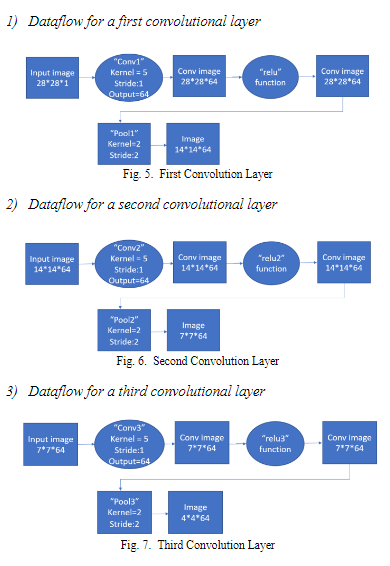 1) Dataflow for a first convolutional layer
Input image
28*28*1
"Conv1"
Kernel = 5
Stride:1
Output=64
Conv image
28*28*64
"relu"
function
Conv image
28*28*64
"Pool1"
Kernel=2
Stride:2
Image
14*14*64
Fig. 5. First Convolution Layer
2) Dataflow for a second convolutional layer
Input image
14*14*64
"Conv2"
Kernel = 5
Stride:1
Output=64
Conv image
14*14*64
"relu2"
function
Conv image
14*14*64
"Pool2"
Kernel=2
Stride:2
Image
7*7*64
Fig. 6. Second Convolution Layer
3) Dataflow for a third convolutional layer
Input image
7*7*64
"Conv3"
Kernel = 5
Stride:1
Output=64
Conv Image
7*7*64
"relu3"
function
Conv Image
7*7*64
"Pool3"
Kernel=2
Stride:2
Image
4*4*64
Fig. 7. Third Convolution Layer